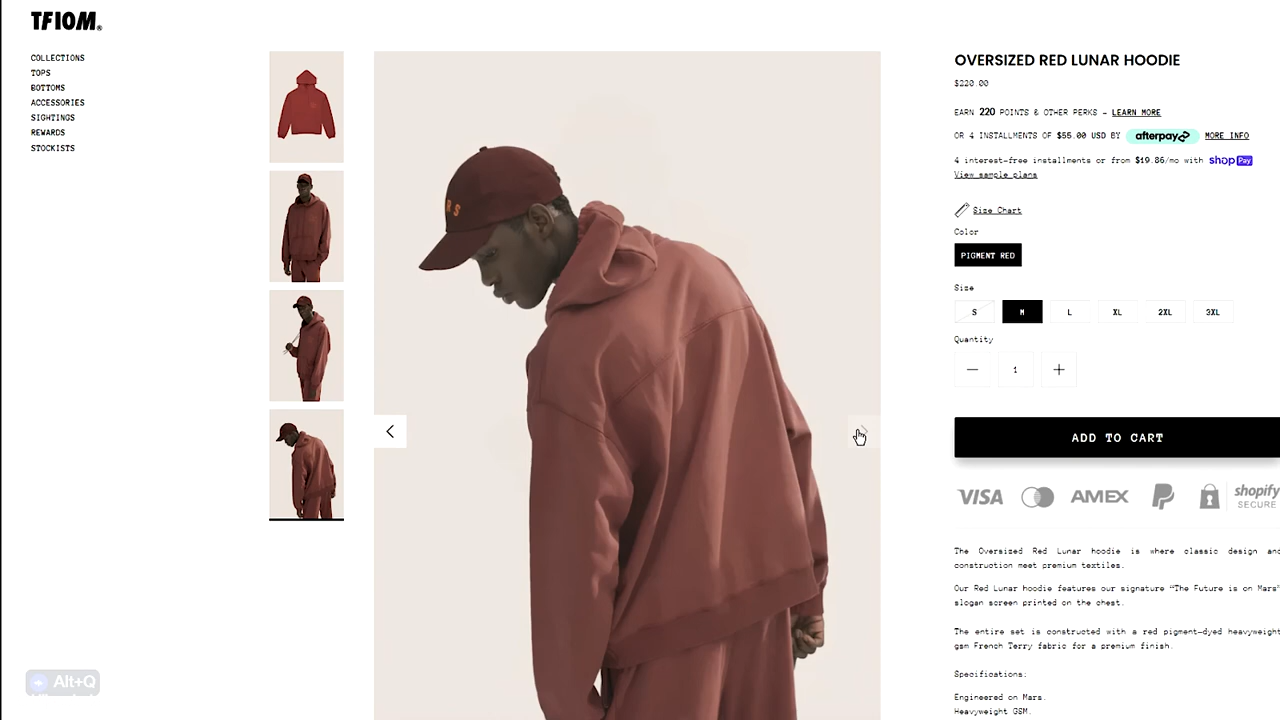 TFIOM®
COLLECTIONS
TOPS
BOTTOMS
ACCESSORIES
SIGHTINGS
REWARDS
STOCKISTS
RS
OVERSIZED RED LUNAR HOODIE
$220.00
EARN 220 POINTS & OTHER PERKS – LEARN MORE
OR 4 INSTALLMENTS OF $55.00 USD BY afterpay MORE INFO
4 interest-free installments or from $19.86/mo with shop Pay
View sample plans
Size Chart
Color
PIGMENT RED
Size
S M L XL 2XL 3XL
Quantity
— 1 +
ADD TO CART
VISA AMEX shopify
SECURE
The Oversized Red Lunar hoodie is where classic design and
construction meet premium textiles.
Our Red Lunar hoodie features our signature “The Future is on Mars”
slogan screen printed on the chest.
The entire set is constructed with a red pigment-dyed heavyweight
gsm French Terry fabric for a premium finish.
Specifications:
Engineered on Mars.
Heavyweight GSM.
Alt+Q